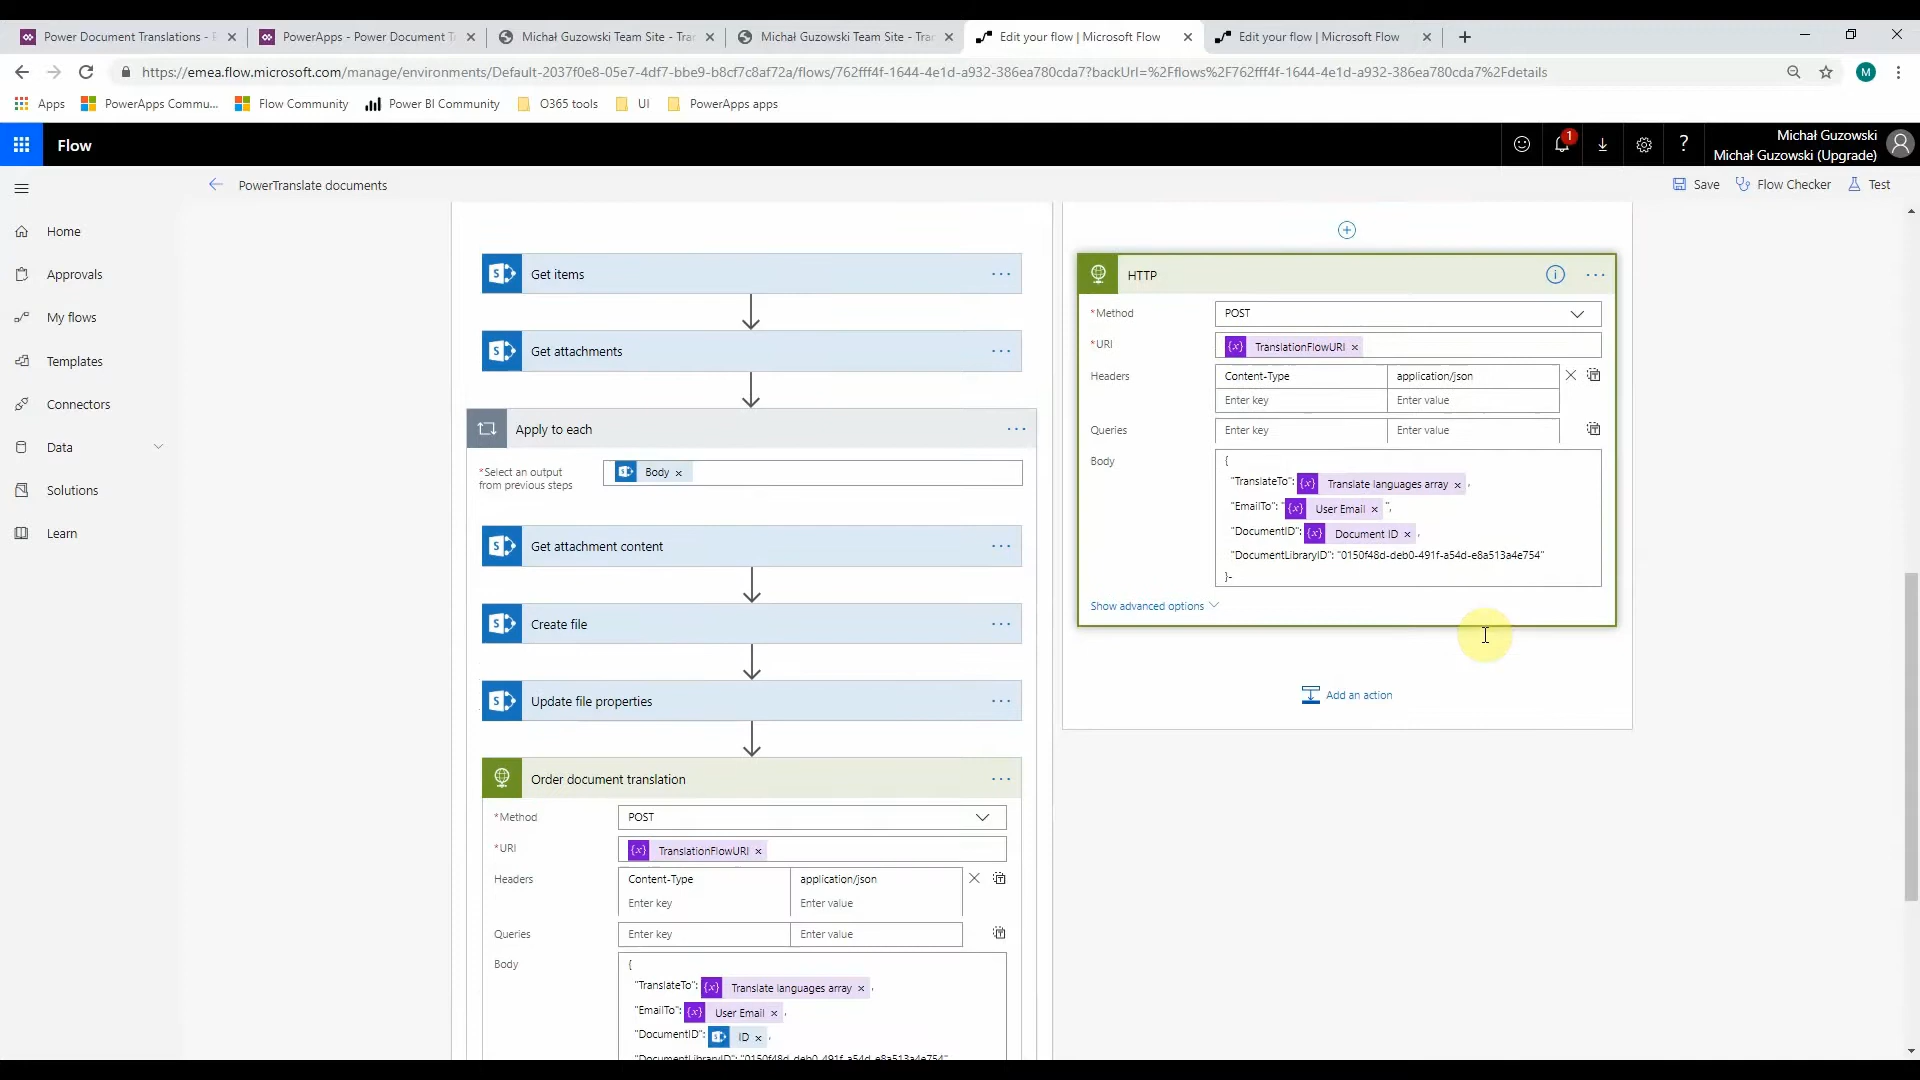 Power Document Translations - E
PowerApps - Power Document T
Michał Guzowski Team Site - Trar
Michał Guzowski Team Site - Trac
Edit your flow | Microsoft Flow
Edit your flow | Microsoft Flow
https://emea.flow.microsoft.com/manage/environments/Default-2037f0e8-05e7-4df7-bbe9-b8cf7c8af72a/flows/762fff4f-1644-4e1d-a932-386ea780cda7?backUrl=%2Fflows%2F762fff4f-1644-4e1d-a932-386ea780cda7%2Fdetails
M
Apps
PowerApps Commu...
Flow Community
Power BI Community
O365 tools
UI
PowerApps apps
Flow
1
?
Michał Guzowski
Michał Guzowski (Upgrade)
PowerTranslate documents
Save
Flow Checker
Test
Home
Approvals
My flows
Templates
Connectors
Data
Solutions
Learn
Get items
Get attachments
Apply to each
*Select an output
from previous steps
Body
Get attachment content
Create file
Update file properties
Order document translation
*Method
POST
*URI
TranslationFlowURI
Headers
Content-Type
application/json
Enter key
Enter value
Queries
Enter key
Enter value
Body
{
"TranslateTo": Translate languages array ,
"EmailTo": User Email ,
"DocumentID": ID ,
"DocumentLibraryID": "0150f48d-deb0-491f-a54d-e8a513a4e754"
HTTP
*Method
POST
*URI
TranslationFlowURI
Headers
Content-Type
application/json
Enter key
Enter value
Queries
Enter key
Enter value
Body
{
"TranslateTo": Translate languages array ,
"EmailTo": " User Email ",
"DocumentID": Document ID ,
"DocumentLibraryID": "0150f48d-deb0-491f-a54d-e8a513a4e754"
}-
Show advanced options
Add an action